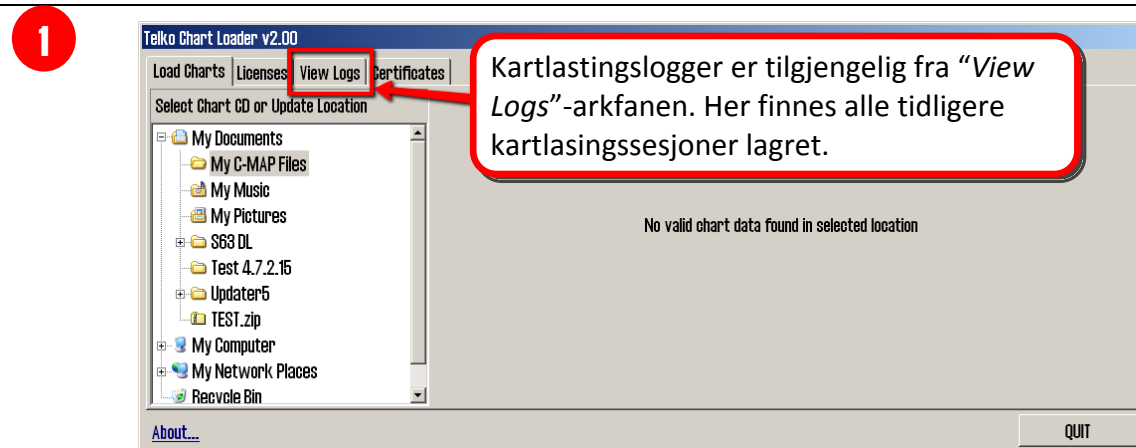 1
Telko Chart Loader v2.00
Load Charts Licenses View Logs Certificates
Kartlastingslogger er tilgjengelig fra “View
Logs”-arkfanen. Her finnes alle tidligere
kartlasingssesjoner lagret.
Select Chart CD or Update Location
My Documents
My C-MAP Files
My Music
My Pictures
S63 DL
Test 4.7.2.15
Updater5
TEST.zip
My Computer
My Network Places
Recycle Bin
No valid chart data found in selected location
About...
QUIT